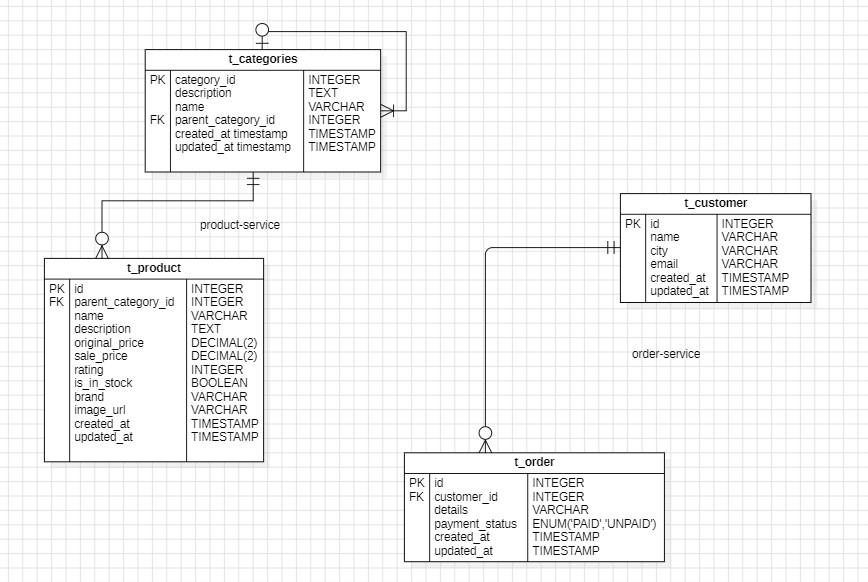 t_categories
PK category_id INTEGER
description TEXT
name VARCHAR
FK parent_category_id INTEGER
created_at timestamp TIMESTAMP
updated_at timestamp TIMESTAMP
product-service
t_customer
PK id INTEGER
name VARCHAR
city VARCHAR
email VARCHAR
created_at TIMESTAMP
updated_at TIMESTAMP
t_product
PK id INTEGER
FK parent_category_id INTEGER
name VARCHAR
description TEXT
original_price DECIMAL(2)
sale_price DECIMAL(2)
rating INTEGER
is_in_stock BOOLEAN
brand VARCHAR
image_url VARCHAR
created_at TIMESTAMP
updated_at TIMESTAMP
order-service
t_order
PK id INTEGER
FK customer_id INTEGER
details VARCHAR
payment_status ENUM('PAID','UNPAID')
created_at TIMESTAMP
updated_at TIMESTAMP